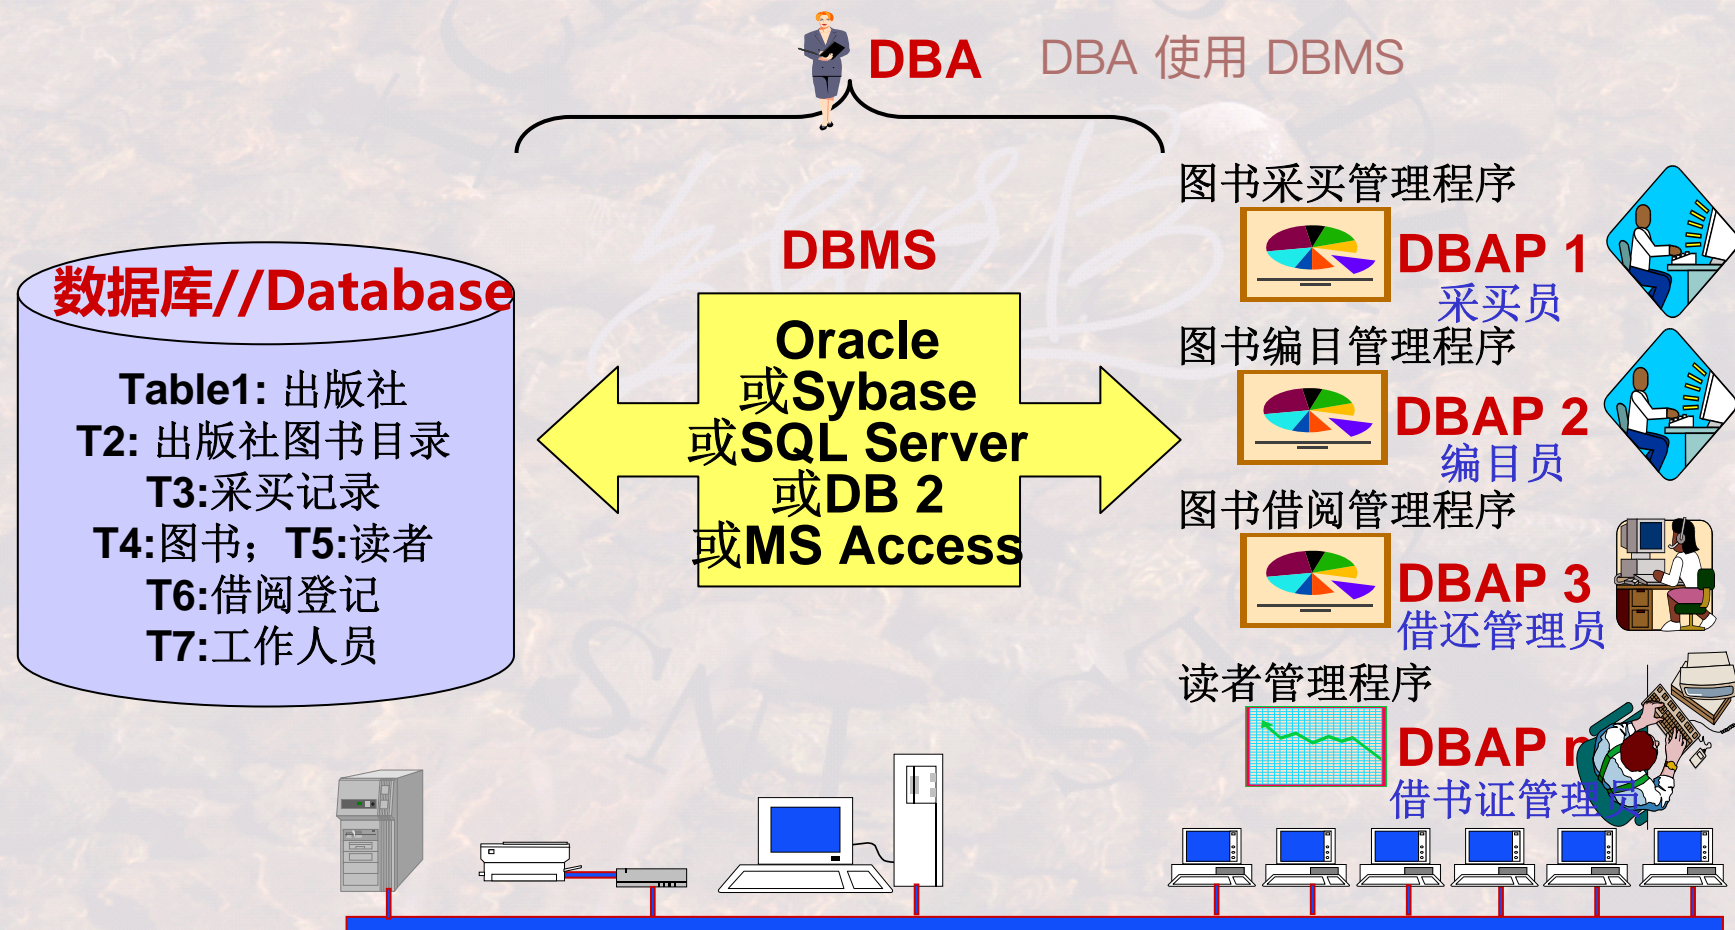 DBA
DBA 使用 DBMS
数据库//Database
Table1: 出版社
T2: 出版社图书目录
T3:采买记录
T4:图书；T5:读者
T6:借阅登记
T7:工作人员
DBMS
Oracle
或Sybase
或SQL Server
或DB 2
或MS Access
图书采买管理程序
DBAP 1
采买员
图书编目管理程序
DBAP 2
编目员
图书借阅管理程序
DBAP 3
借还管理员
读者管理程序
DBAP n
借书证管理员